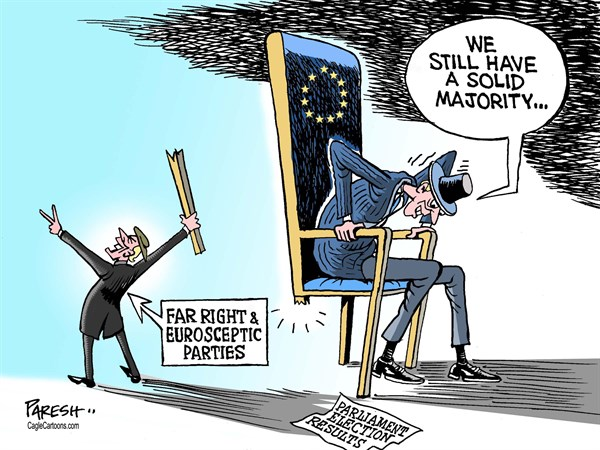 WE
STILL HAVE
A SOLID
MAJORITY...
FAR RIGHT &
EUROSCEPTIC
PARTIES
PARLIAMENT
ELECTION
RESULTS
PARESH..
CagleCartoons.com